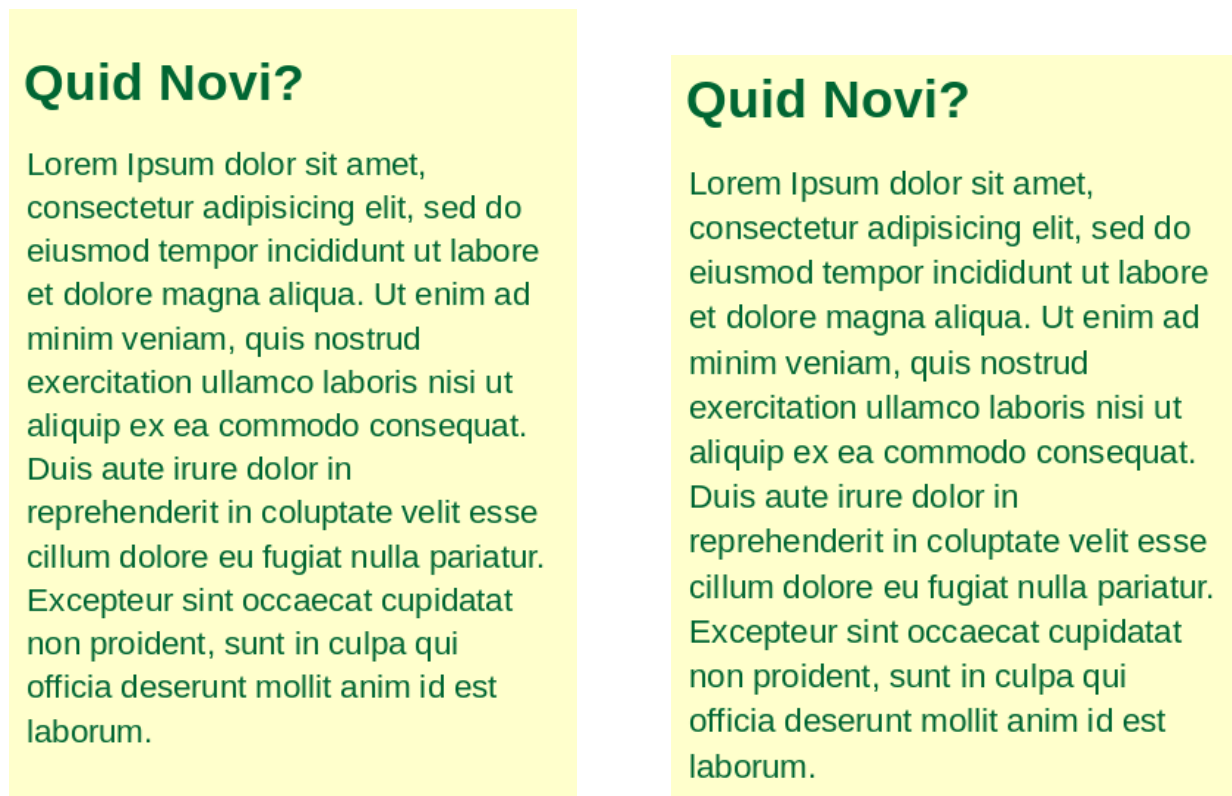 Quid Novi?
Lorem Ipsum dolor sit amet,
consectetur adipisicing elit, sed do
eiusmod tempor incididunt ut labore
et dolore magna aliqua. Ut enim ad
minim veniam, quis nostrud
exercitation ullamco laboris nisi ut
aliquip ex ea commodo consequat.
Duis aute irure dolor in
reprehenderit in coluptate velit esse
cillum dolore eu fugiat nulla pariatur.
Excepteur sint occaecat cupidatat
non proident, sunt in culpa qui
officia deserunt mollit anim id est
laborum.
Quid Novi?
Lorem Ipsum dolor sit amet,
consectetur adipisicing elit, sed do
eiusmod tempor incididunt ut labore
et dolore magna aliqua. Ut enim ad
minim veniam, quis nostrud
exercitation ullamco laboris nisi ut
aliquip ex ea commodo consequat.
Duis aute irure dolor in
reprehenderit in coluptate velit esse
cillum dolore eu fugiat nulla pariatur.
Excepteur sint occaecat cupidatat
non proident, sunt in culpa qui
officia deserunt mollit anim id est
laborum.